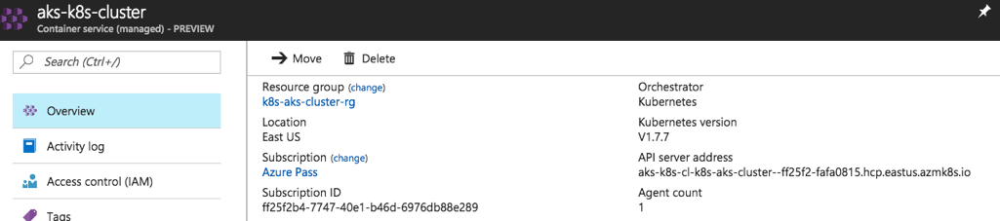 aks-k8s-cluster
Container service (managed) - PREVIEW
Search (Ctrl+/)
Overview
Activity log
Access control (IAM)
Tags
Move Delete
Resource group (change)
k8s-aks-cluster-rg
Location
East US
Subscription (change)
Azure Pass
Subscription ID
ff25f2b4-7747-40e1-b46d-6976db88e289
Orchestrator
Kubernetes
Kubernetes version
V1.7.7
API server address
aks-k8s-cl-k8s-aks-cluster--ff25f2-fafa0815.hcp.eastus.azmk8s.io
Agent count
1